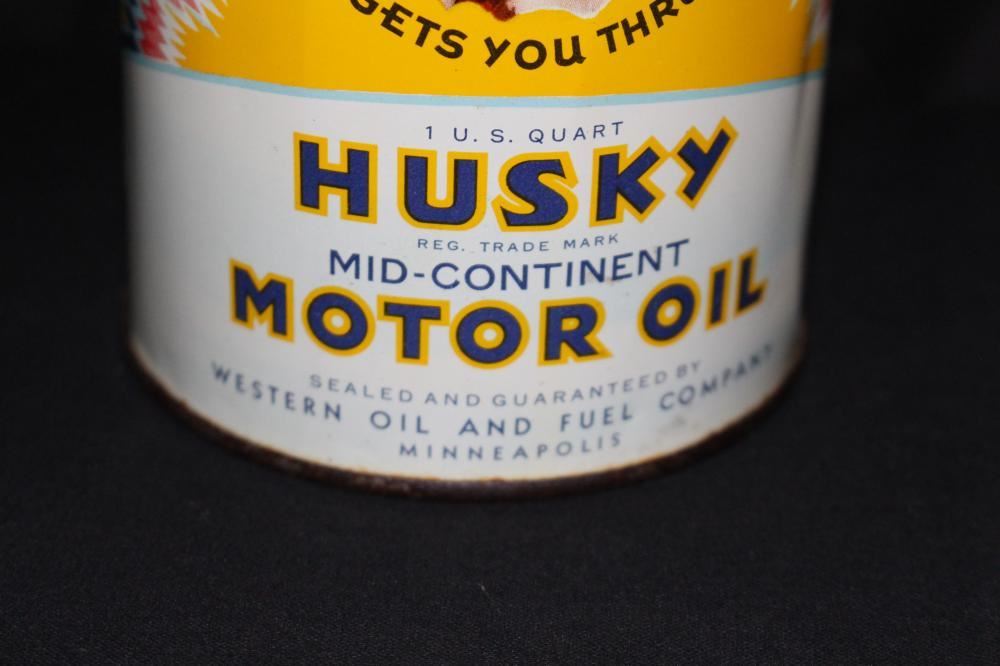 GETS YOU THRU
1 U. S. QUART
HUSKY
REG. TRADE MARK
MID-CONTINENT
MOTOR OIL
SEALED AND GUARANTEED BY
WESTERN OIL AND FUEL COMPANY
MINNEAPOLIS